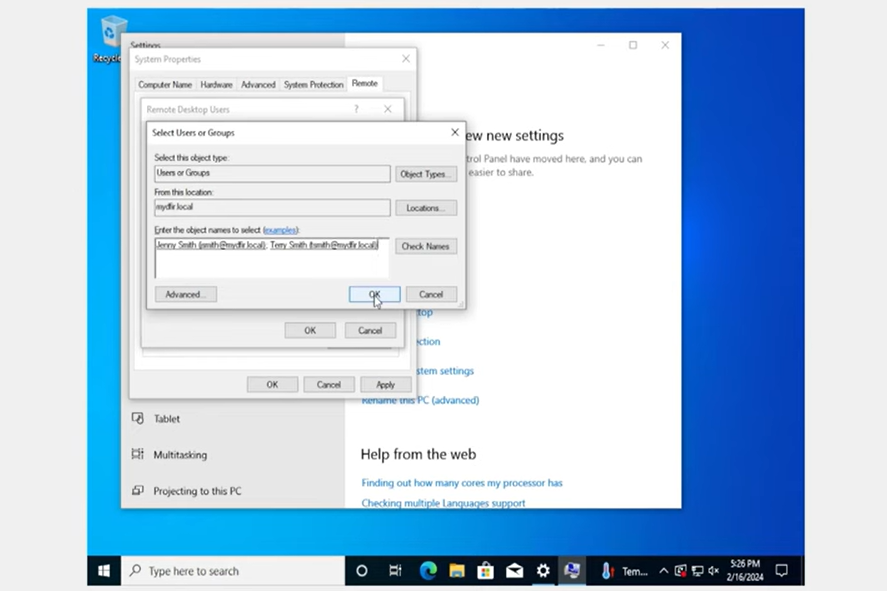 Recycle
Settings
System Properties
Computer Name Hardware Advanced System Protection Remote
Remote Desktop Users ?
Select Users or Groups
ew new settings
Select this object type:
Users or Groups
Object Types...
trol Panel have moved here, and you can
easier to share.
From this location:
mydfir.local
Locations...
Enter the object names to select (examples):
Jenny Smith (jsmith@mydfir.local); Terry Smith (tsmith@mydfir.local)
Check Names
Advanced...
OK
Cancel
top
OK
Cancel
ction
stem settings
OK
Cancel
Apply
Rename this PC (advanced)
Tablet
Multitasking
Help from the web
Projecting to this PC
Finding out how many cores my processor has
Checking multiple Languages support
Type here to search
Tem...
5:26 PM
2/16/2024